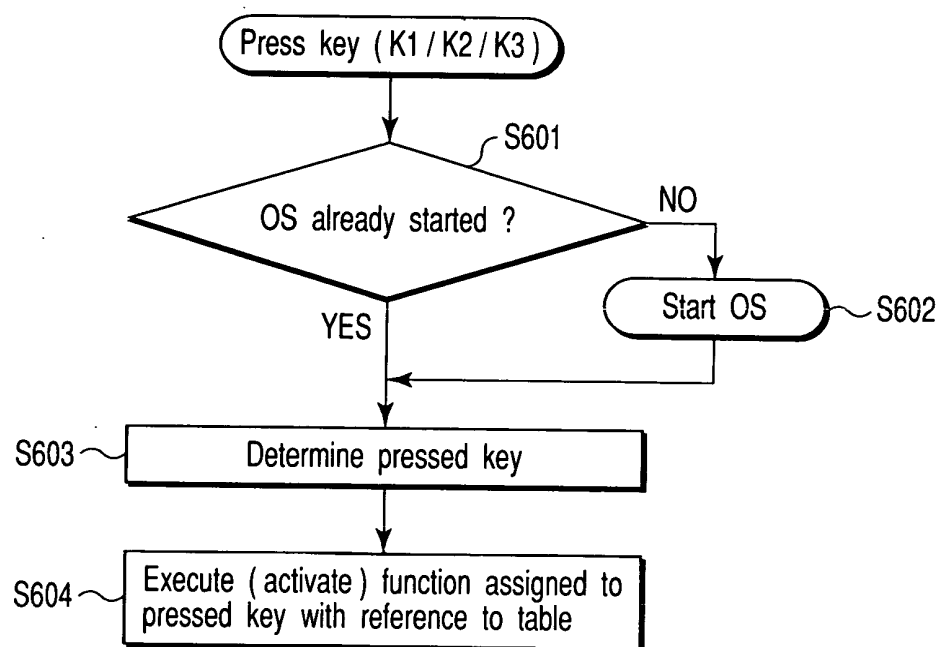 Press key ( K1 / K2 / K3 )
S601
OS already started ?
NO
Start OS
S602
YES
S603
Determine pressed key
S604
Execute ( activate ) function assigned to
pressed key with reference to table